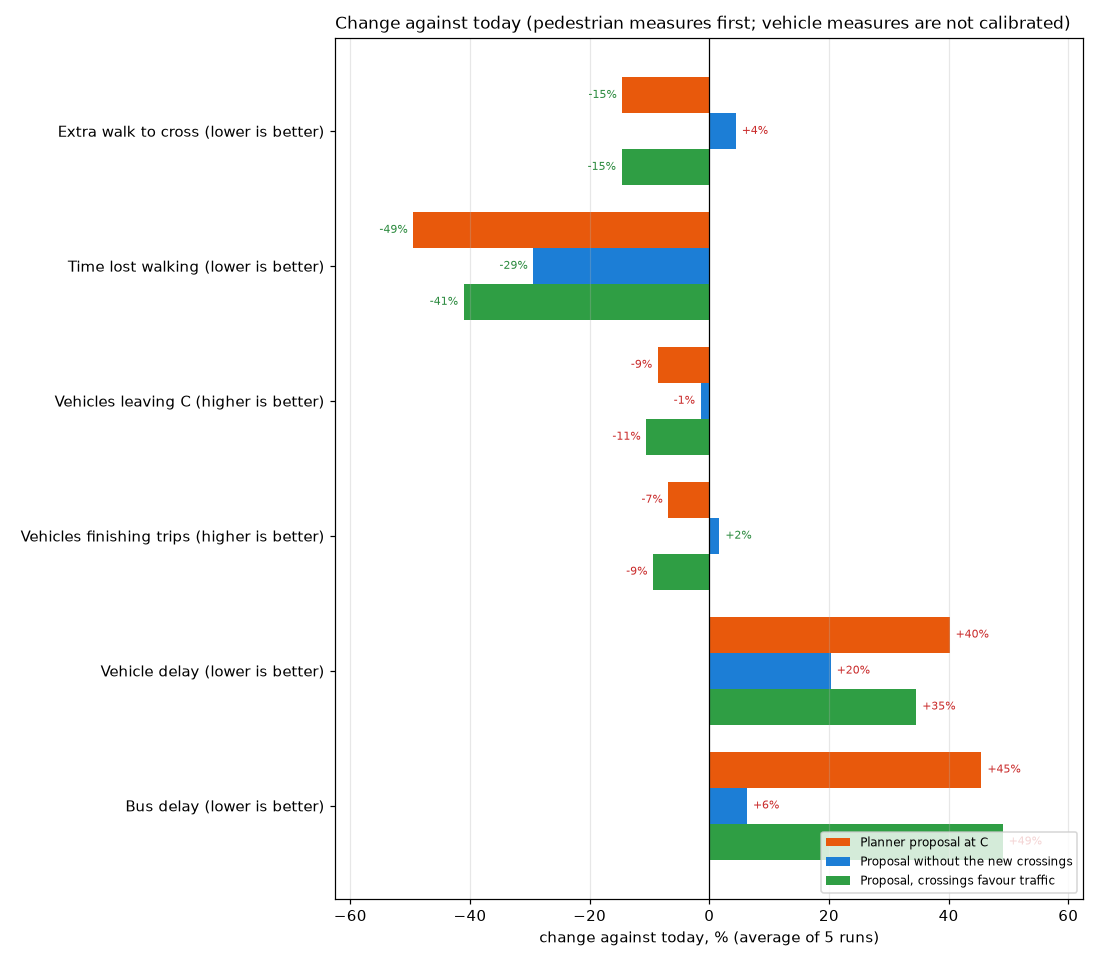 Change against today (pedestrian measures first; vehicle measures are not calibrated)
Extra walk to cross (lower is better)
-15%
+4%
-15%
Time lost walking (lower is better)
-49%
-29%
-41%
Vehicles leaving C (higher is better)
-9%
-1%
-11%
Vehicles finishing trips (higher is better)
-7%
+2%
-9%
Vehicle delay (lower is better)
+40%
+20%
+35%
Bus delay (lower is better)
+45%
+6%
+49%
Planner proposal at C
Proposal without the new crossings
Proposal, crossings favour traffic
−60 −40 −20 0 20 40 60
change against today, % (average of 5 runs)